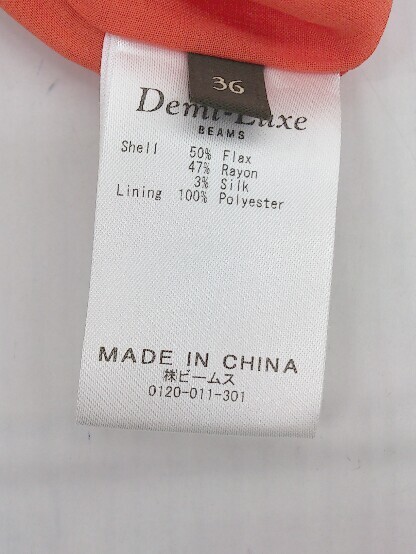 36
Demi-Luxe
BEAMS
Shell 50% Flax
47% Rayon
3% Silk
Lining 100% Polyester
MADE IN CHINA
㈱ビームス
0120-011-301